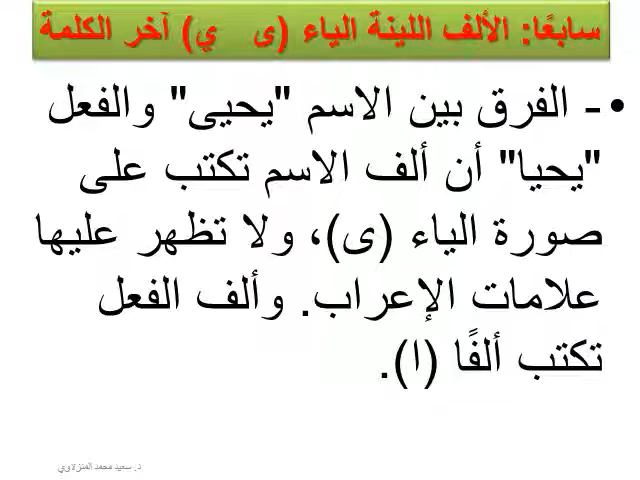 سابعًا: الألف اللينة الياء (ى ي) آخر الكلمة
• - الفرق بين الاسم "يحيى" والفعل
"يحيا" أن ألف الاسم تكتب على
صورة الياء (ى)، ولا تظهر عليها
علامات الإعراب. وألف الفعل
تكتب ألفًا (ا).
د. سعيد محمد المنزلاوي